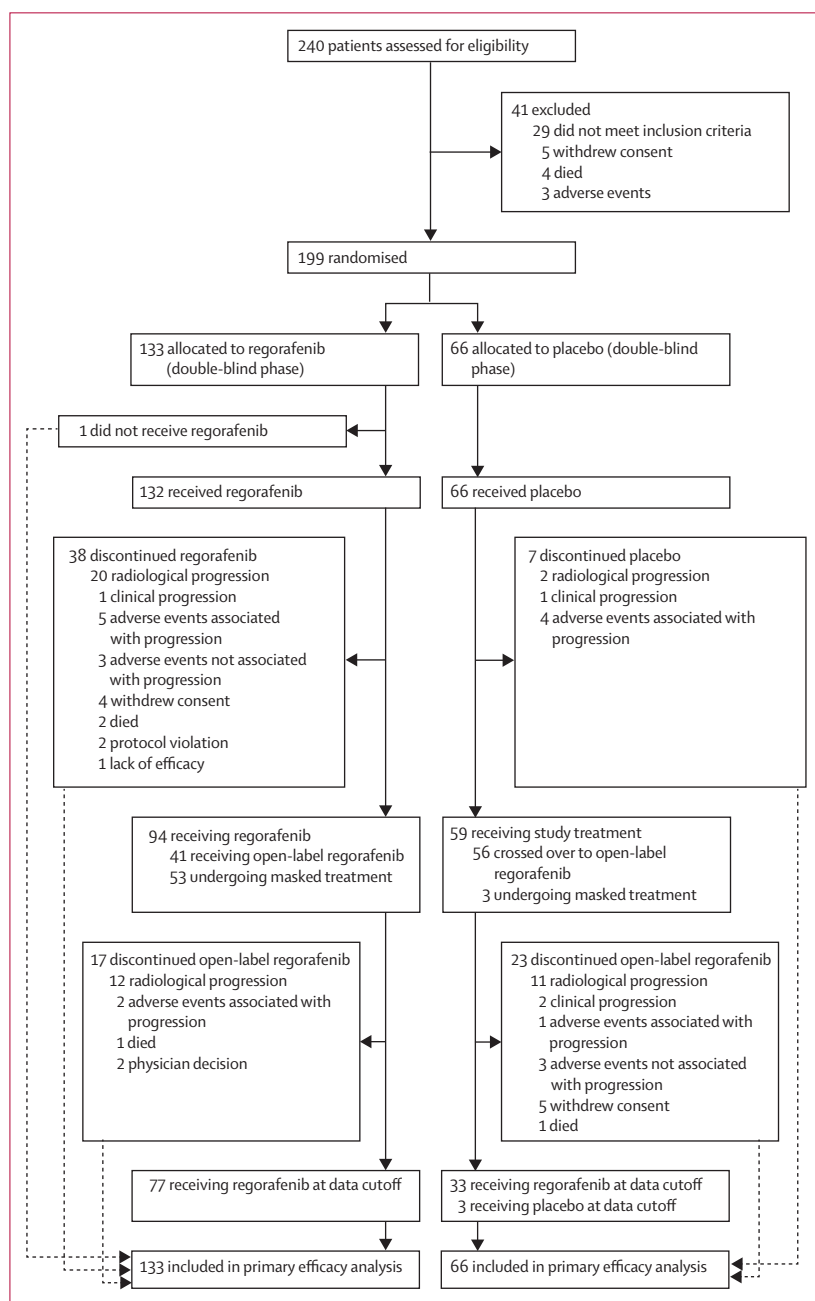 240 patients assessed for eligibility
41 excluded
29 did not meet inclusion criteria
5 withdrew consent
4 died
3 adverse events
199 randomised
133 allocated to regorafenib
(double-blind phase)
66 allocated to placebo (double-blind
phase)
1 did not receive regorafenib
132 received regorafenib
66 received placebo
38 discontinued regorafenib
20 radiological progression
1 clinical progression
5 adverse events associated
with progression
3 adverse events not associated
with progression
4 withdrew consent
2 died
2 protocol violation
1 lack of efficacy
7 discontinued placebo
2 radiological progression
1 clinical progression
4 adverse events associated with
progression
94 receiving regorafenib
41 receiving open-label regorafenib
53 undergoing masked treatment
59 receiving study treatment
56 crossed over to open-label
regorafenib
3 undergoing masked treatment
17 discontinued open-label regorafenib
12 radiological progression
2 adverse events associated with
progression
1 died
2 physician decision
23 discontinued open-label regorafenib
11 radiological progression
2 clinical progression
1 adverse events associated with
progression
3 adverse events not associated
with progression
5 withdrew consent
1 died
77 receiving regorafenib at data cutoff
33 receiving regorafenib at data cutoff
3 receiving placebo at data cutoff
133 included in primary efficacy analysis
66 included in primary efficacy analysis